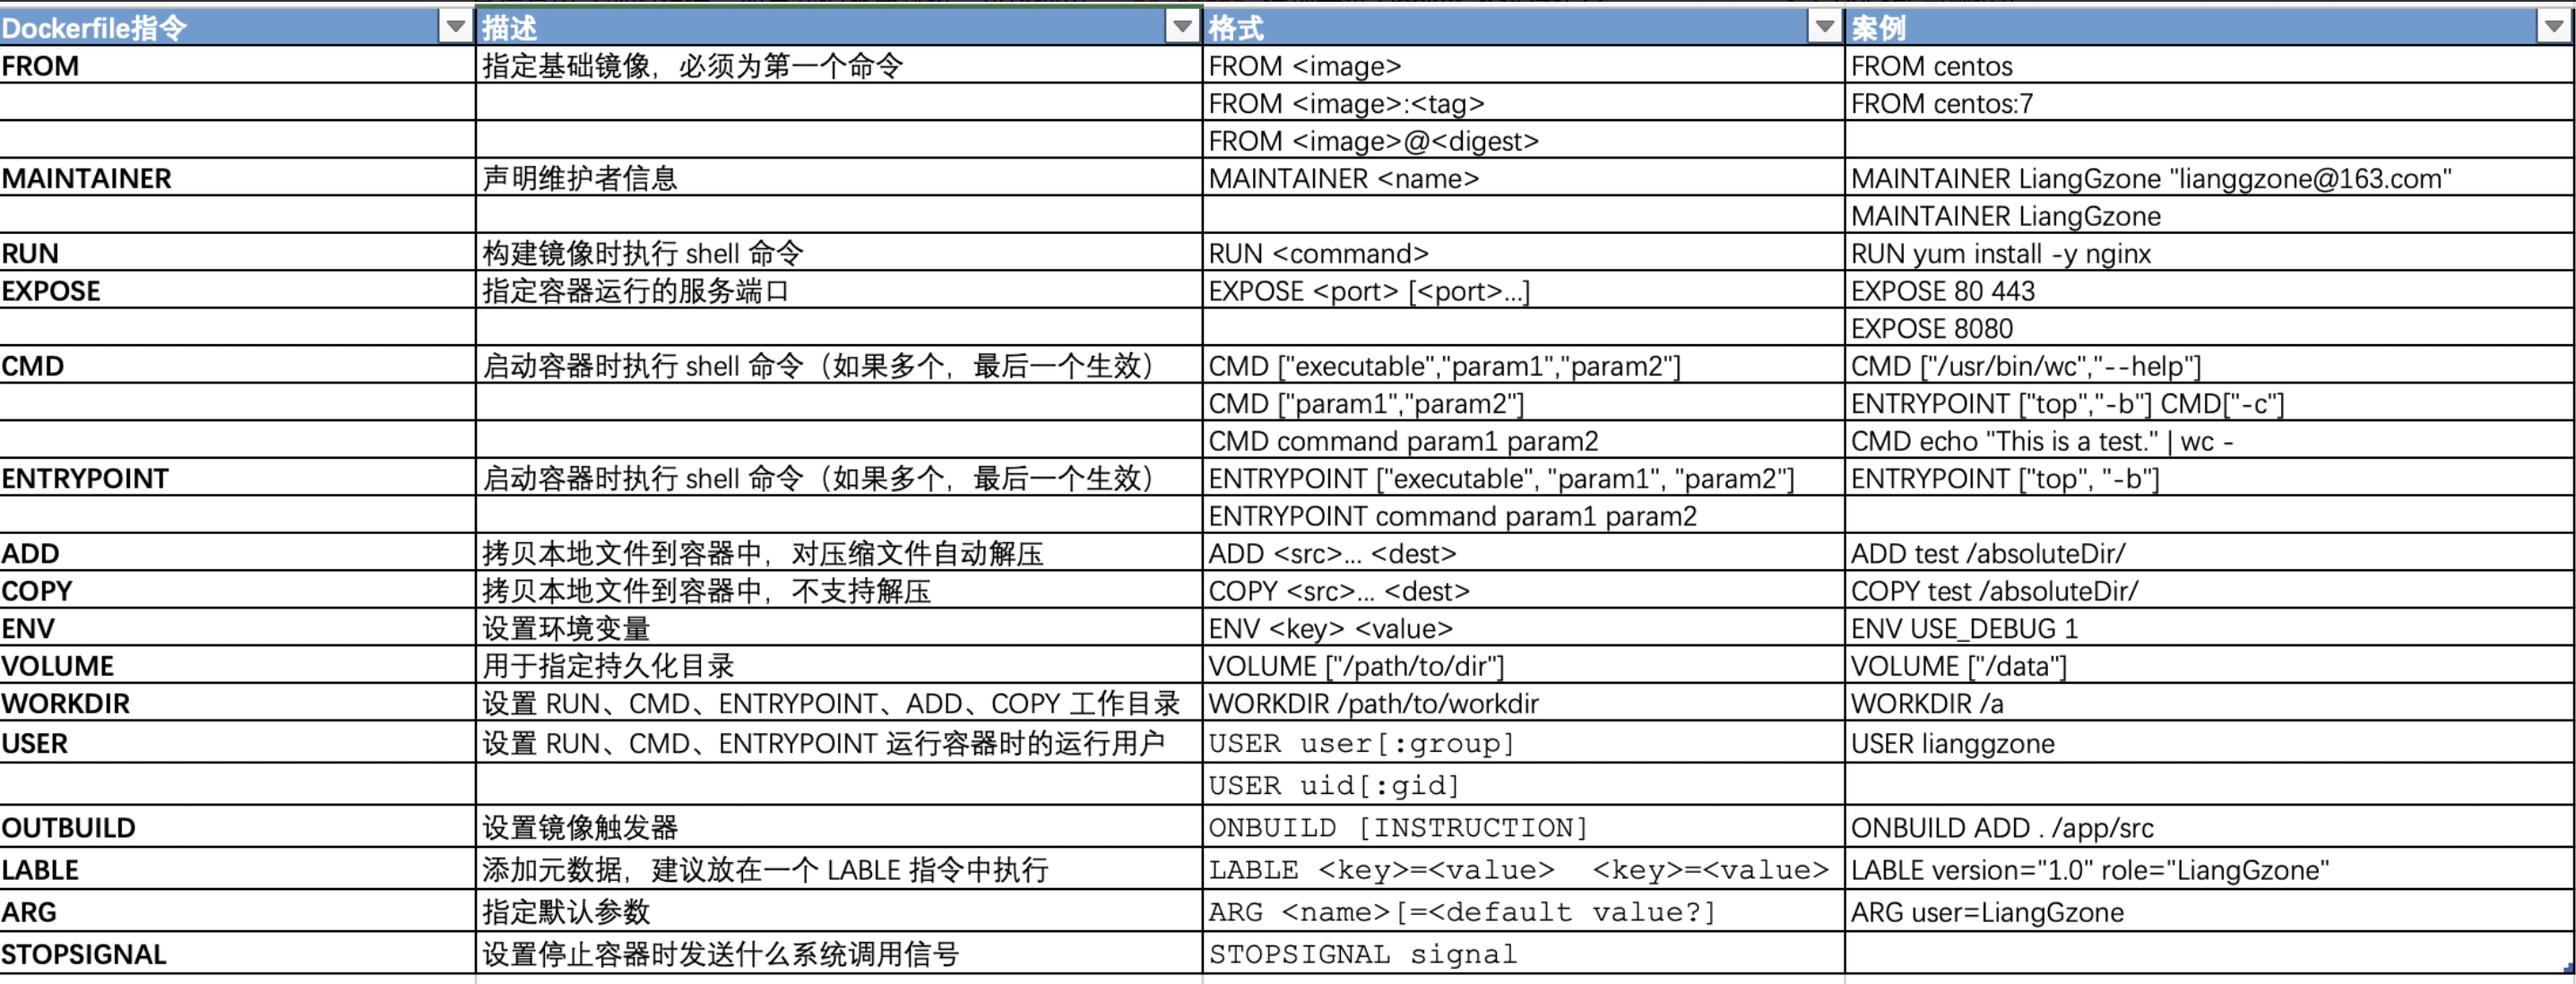 Dockerfile指令 描述 格式 案例
FROM 指定基础镜像，必须为第一个命令 FROM <image> FROM centos
FROM <image>:<tag> FROM centos:7
FROM <image>@<digest>
MAINTAINER 声明维护者信息 MAINTAINER <name> MAINTAINER LiangGzone "lianggzone@163.com"
MAINTAINER LiangGzone
RUN 构建镜像时执行 shell 命令 RUN <command> RUN yum install -y nginx
EXPOSE 指定容器运行的服务端口 EXPOSE <port> [<port>...] EXPOSE 80 443
EXPOSE 8080
CMD 启动容器时执行 shell 命令（如果多个，最后一个生效） CMD ["executable","param1","param2"] CMD ["/usr/bin/wc","--help"]
CMD ["param1","param2"] ENTRYPOINT ["top","-b"] CMD["-c"]
CMD command param1 param2 CMD echo "This is a test." | wc -
ENTRYPOINT 启动容器时执行 shell 命令（如果多个，最后一个生效） ENTRYPOINT ["executable", "param1", "param2"] ENTRYPOINT ["top", "-b"]
ENTRYPOINT command param1 param2
ADD 拷贝本地文件到容器中，对压缩文件自动解压 ADD <src>... <dest> ADD test /absoluteDir/
COPY 拷贝本地文件到容器中，不支持解压 COPY <src>... <dest> COPY test /absoluteDir/
ENV 设置环境变量 ENV <key> <value> ENV USE_DEBUG 1
VOLUME 用于指定持久化目录 VOLUME ["/path/to/dir"] VOLUME ["/data"]
WORKDIR 设置 RUN、CMD、ENTRYPOINT、ADD、COPY 工作目录 WORKDIR /path/to/workdir WORKDIR /a
USER 设置 RUN、CMD、ENTRYPOINT 运行容器时的运行用户 USER user[:group] USER lianggzone
USER uid[:gid]
OUTBUILD 设置镜像触发器 ONBUILD [INSTRUCTION] ONBUILD ADD . /app/src
LABLE 添加元数据，建议放在一个 LABLE 指令中执行 LABLE <key>=<value> <key>=<value> LABLE version="1.0" role="LiangGzone"
ARG 指定默认参数 ARG <name>[=<default value?] ARG user=LiangGzone
STOPSIGNAL 设置停止容器时发送什么系统调用信号 STOPSIGNAL signal